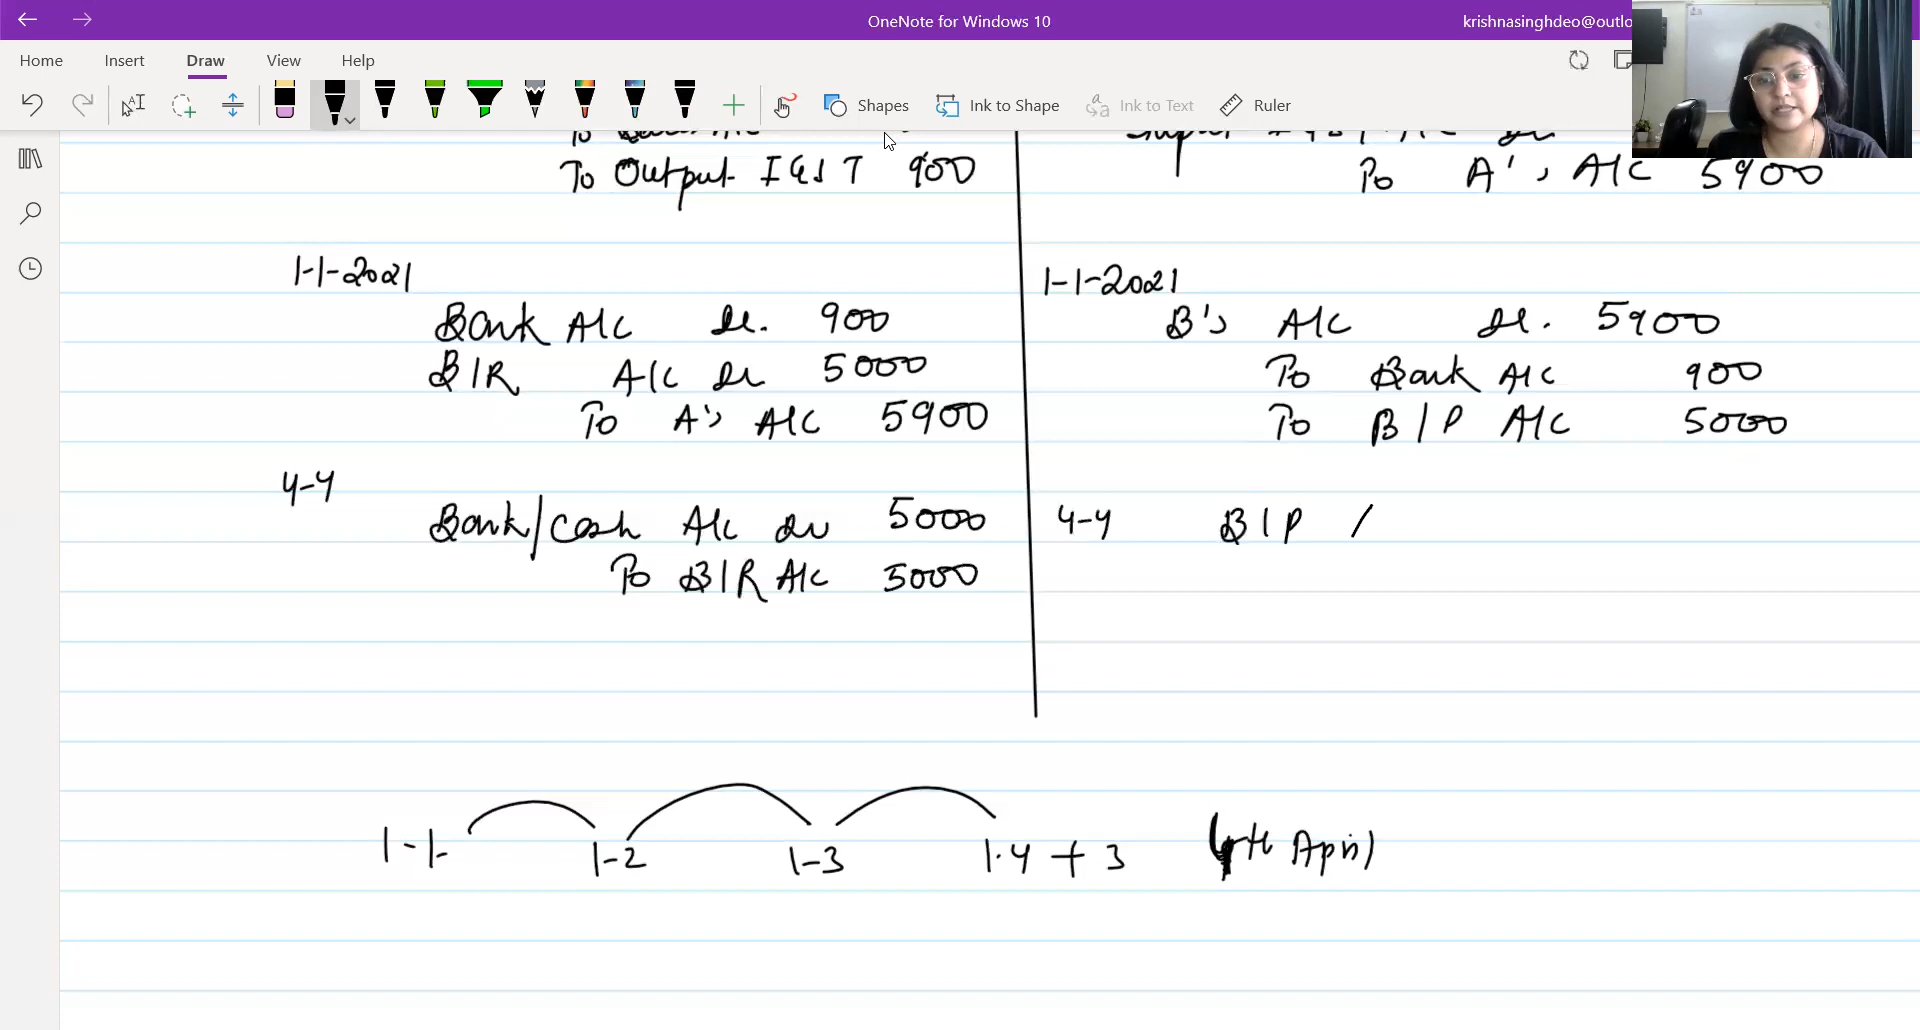 OneNote for Windows 10
krishnasinghdeo@outlo
Home Insert Draw View Help
Shapes Ink to Shape Ink to Text Ruler
To Output IGST 900
To A's A/C 5900
1-1-2021
Bank A/C Dr. 900
B/R A/C Dr 5000
To A's A/C 5900
4-4
Bank/cash A/c Dr 5000
To B/R A/c 5000
1-1-2021
B's A/C Dr. 5900
To Bank A/C 900
To B/P A/C 5000
4-4 B/P /
1-1- 1-2 1-3 1.4 + 3 (4th April)